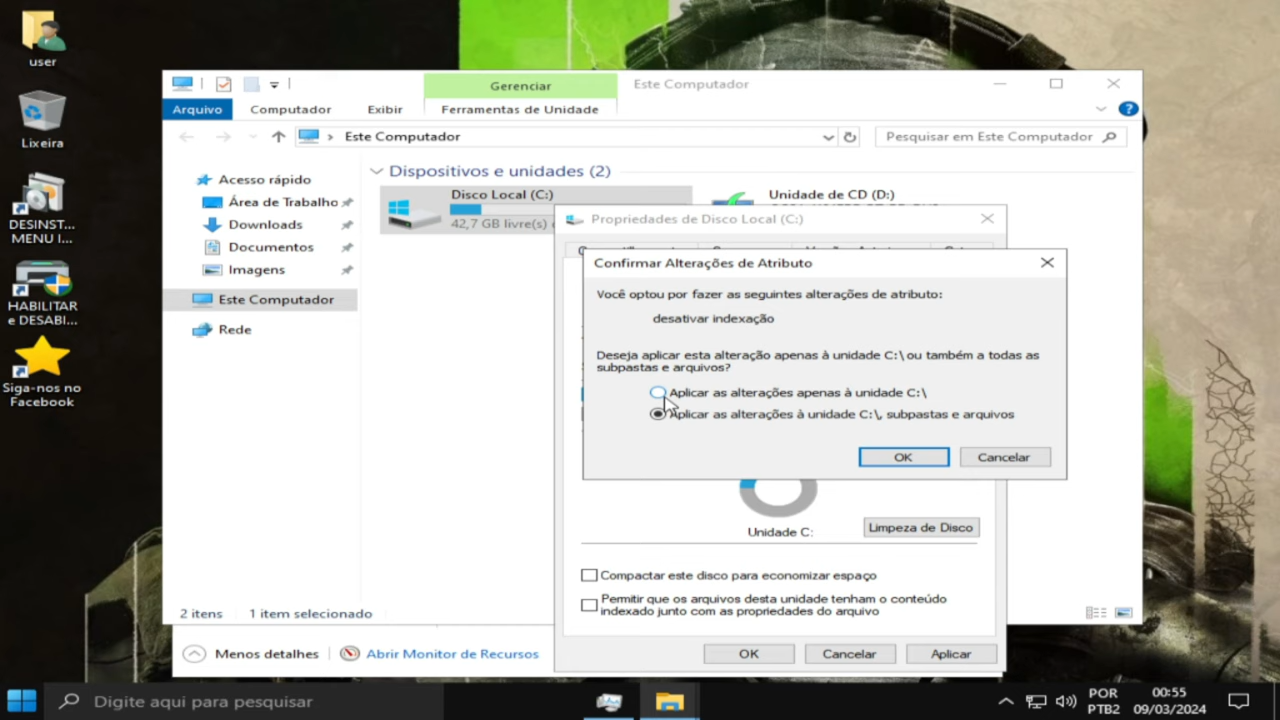 user
Lixeira
DESINST...
MENU I...
HABILITAR
e DESABI...
Siga-nos no
Facebook
Gerenciar
Este Computador
Arquivo
Computador
Exibir
Ferramentas de Unidade
Este Computador
Pesquisar em Este Computador
Acesso rápido
Área de Trabalho
Downloads
Documentos
Imagens
Este Computador
Rede
Dispositivos e unidades (2)
Disco Local (C:)
42,7 GB livre(s)
Unidade de CD (D:)
Propriedades de Disco Local (C:)
Confirmar Alterações de Atributo
Você optou por fazer as seguintes alterações de atributo:
desativar indexação
Deseja aplicar esta alteração apenas à unidade C:\ ou também a todas as
subpastas e arquivos?
Aplicar as alterações apenas à unidade C:\
Aplicar as alterações à unidade C:\, subpastas e arquivos
OK
Cancelar
Unidade C:
Limpeza de Disco
Compactar este disco para economizar espaço
Permitir que os arquivos desta unidade tenham o conteúdo
indexado junto com as propriedades do arquivo
OK
Cancelar
Aplicar
2 itens
1 item selecionado
Menos detalhes
Abrir Monitor de Recursos
Digite aqui para pesquisar
POR
PTB2
00:55
09/03/2024